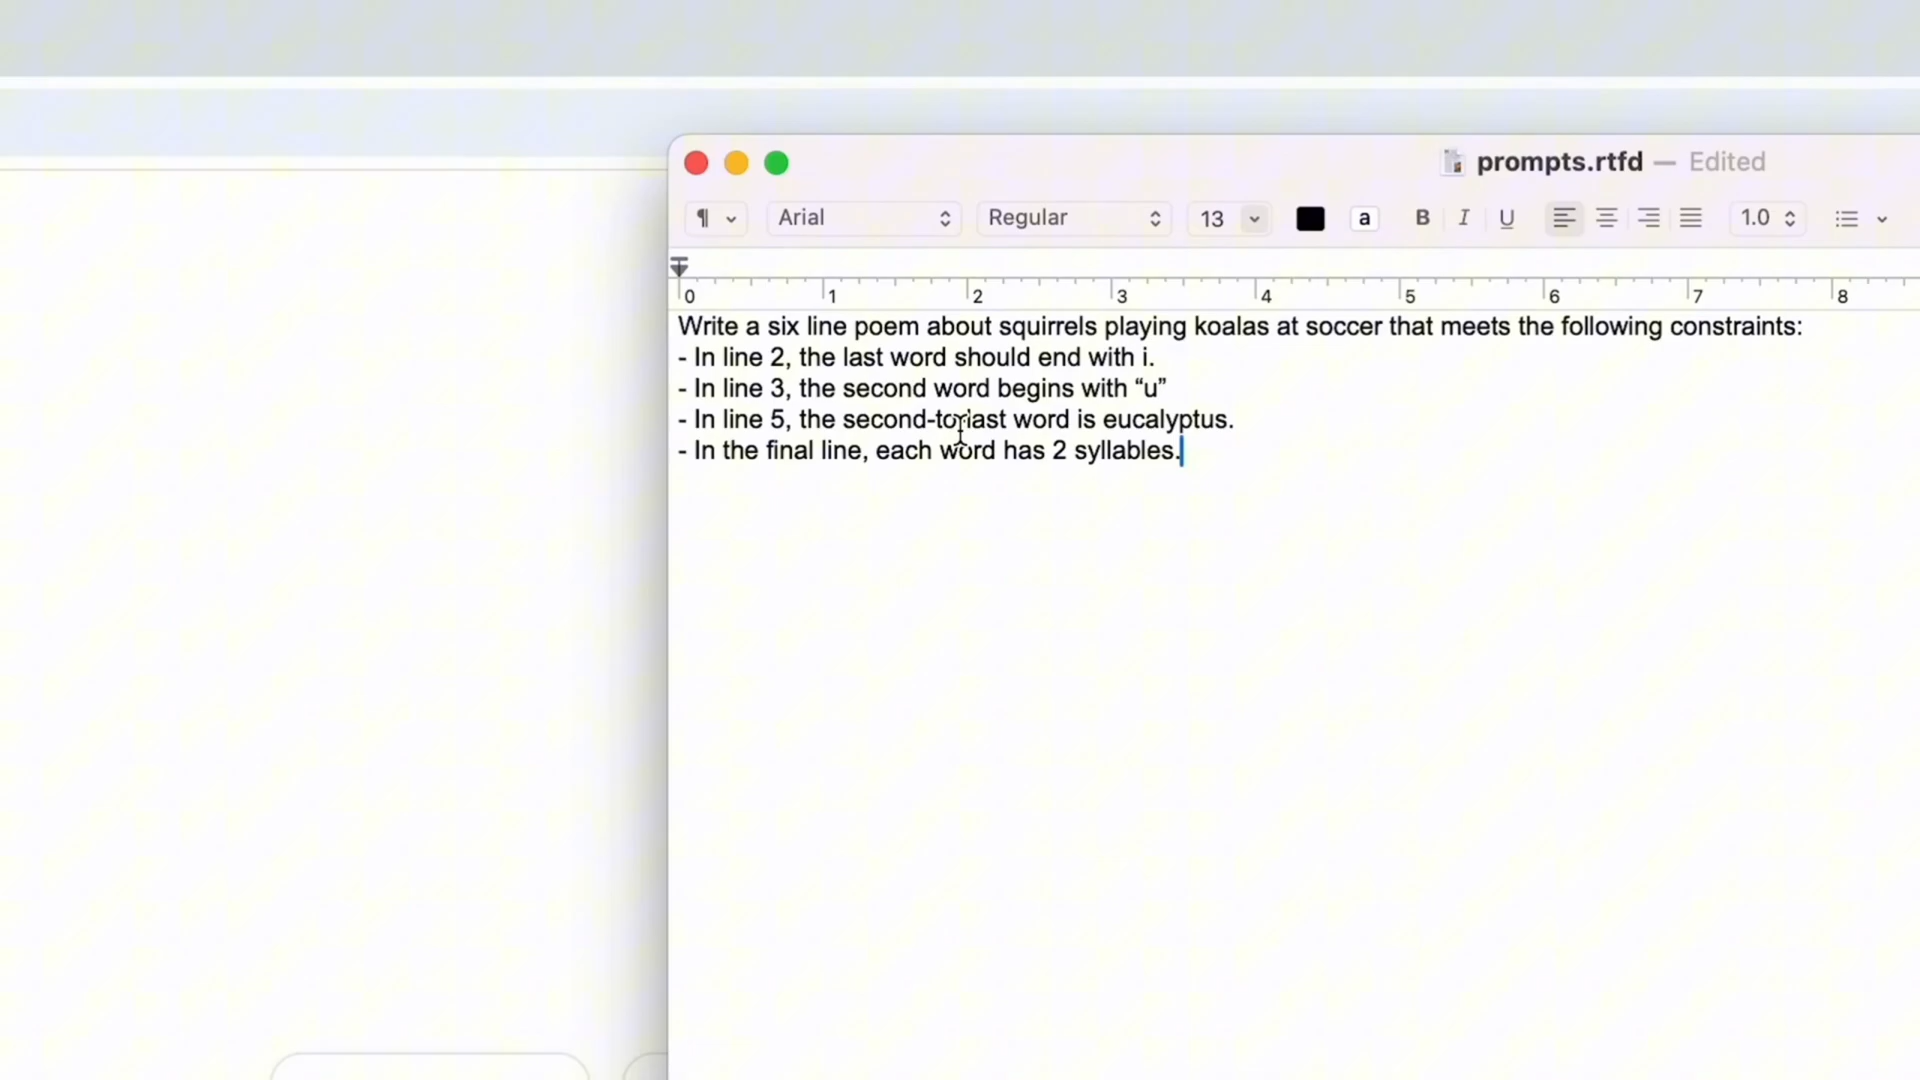 prompts.rtfd — Edited
¶ Arial Regular 13 a B I U 1.0
0 1 2 3 4 5 6 7 8
Write a six line poem about squirrels playing koalas at soccer that meets the following constraints:
- In line 2, the last word should end with i.
- In line 3, the second word begins with “u”
- In line 5, the second-to-last word is eucalyptus.
- In the final line, each word has 2 syllables.